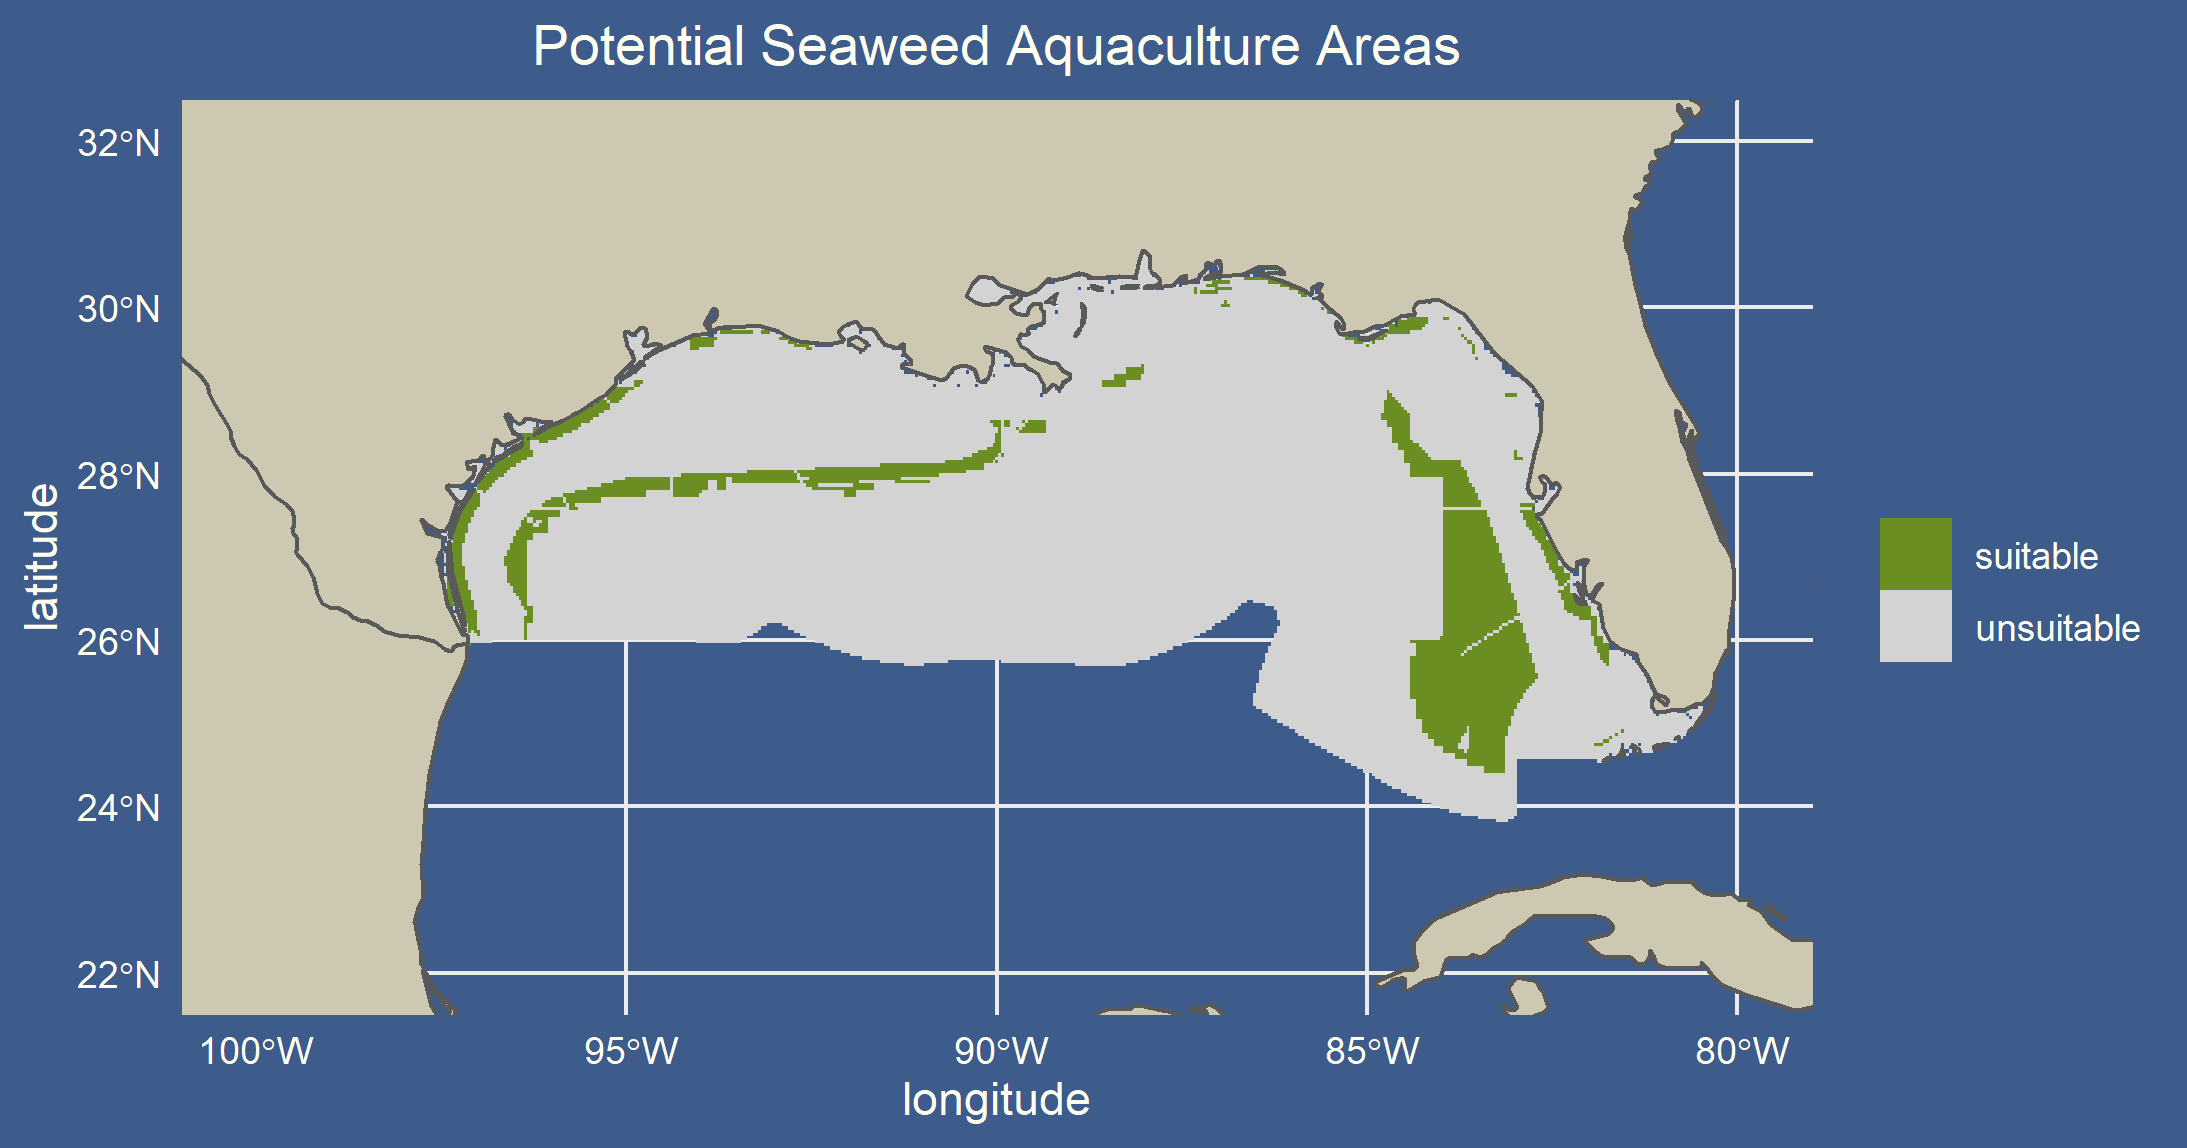 Potential Seaweed Aquaculture Areas
32°N
30°N
28°N
26°N
24°N
22°N
latitude
100°W
95°W
90°W
85°W
80°W
longitude
suitable
unsuitable